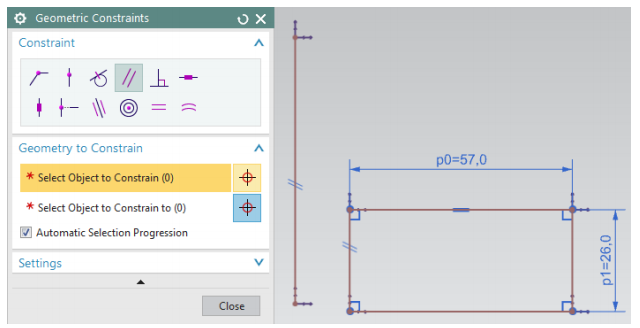 Geometric Constraints
Constraint
Geometry to Constrain
* Select Object to Constrain (0)
* Select Object to Constrain to (0)
Automatic Selection Progression
Settings
Close
p0=57,0
p1=26,0